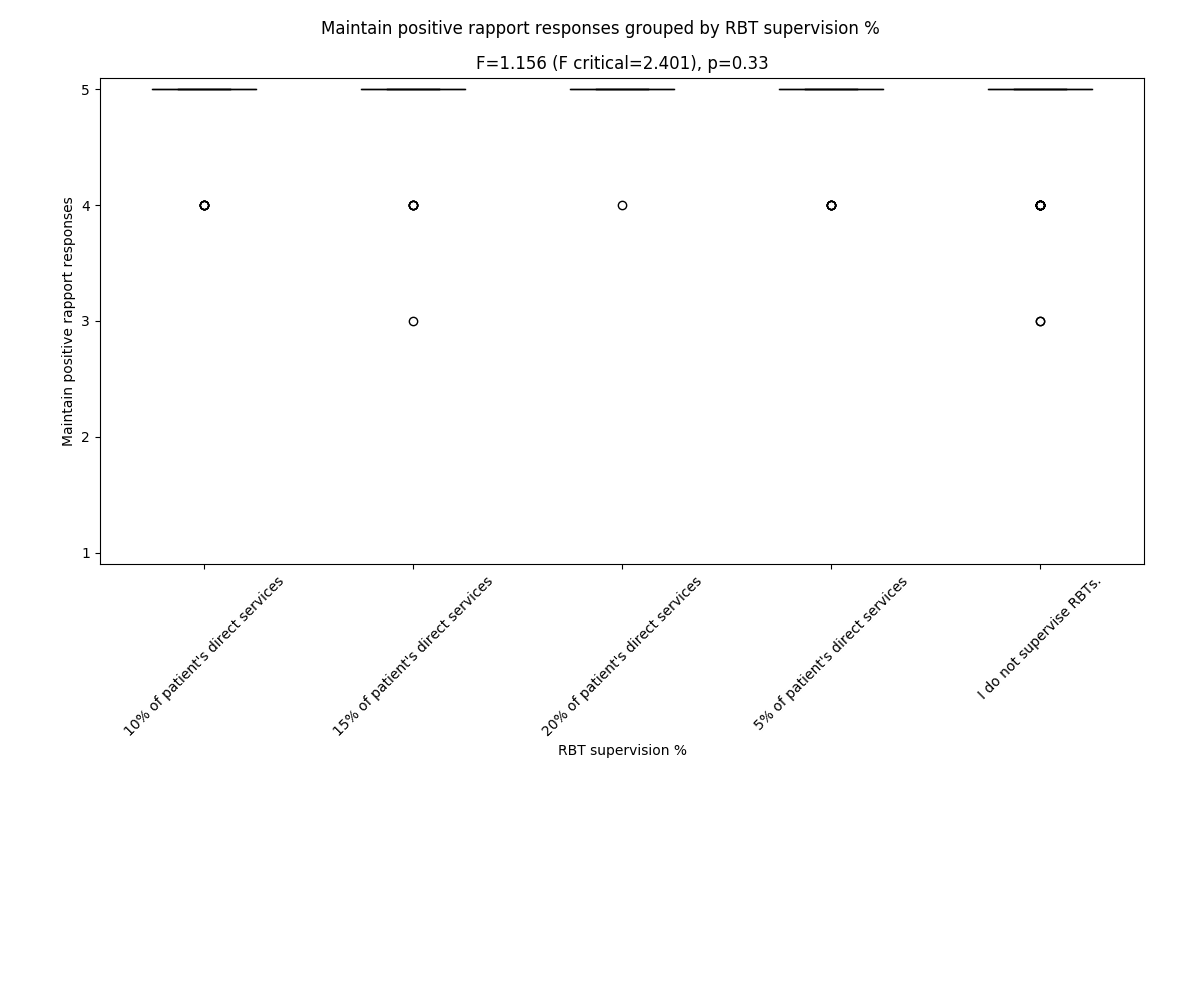 Maintain positive rapport responses grouped by RBT supervision %
F=1.156 (F critical=2.401), p=0.33
Maintain positive rapport responses
5
4
3
2
1
10% of patient's direct services
15% of patient's direct services
20% of patient's direct services
5% of patient's direct services
I do not supervise RBTs.
RBT supervision %